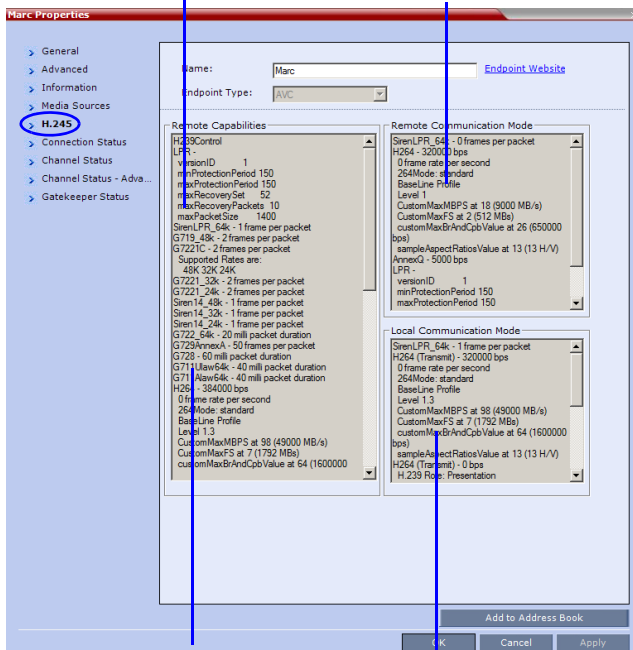 Marc Properties
General
Advanced
Information
Media Sources
H.245
Connection Status
Channel Status
Channel Status - Adva...
Gatekeeper Status
Name: Marc Endpoint Website
Endpoint Type: AVC
Remote Capabilities
H239Control
LPR -
versionID 1
minProtectionPeriod 150
maxProtectionPeriod 150
maxRecoverySet 52
maxRecoveryPackets 10
maxPacketSize 1400
SirenLPR_64k - 1 frame per packet
G719_48k - 2 frames per packet
G7221C - 2 frames per packet
Supported Rates are:
48K 32K 24K
G7221_32k - 2 frames per packet
G7221_24k - 2 frames per packet
Siren14_48k - 1 frame per packet
Siren14_32k - 1 frame per packet
Siren14_24k - 1 frame per packet
G722_64k - 20 milli packet duration
G729AnnexA - 50 frames per packet
G728 - 60 milli packet duration
G711Ulaw64k - 40 milli packet duration
G711Alaw64k - 40 milli packet duration
H264 - 384000 bps
0 frame rate per second
264Mode: standard
BaseLine Profile
Level 1.3
CustomMaxMBPS at 98 (49000 MB/s)
CustomMaxFS at 7 (1792 MBs)
customMaxBrAndCpbValue at 64 (1600000
Remote Communication Mode
SirenLPR_64k - 0 frames per packet
H264 - 320000 bps
0 frame rate per second
264Mode: standard
BaseLine Profile
Level 1
CustomMaxMBPS at 18 (9000 MB/s)
CustomMaxFS at 2 (512 MBs)
customMaxBrAndCpbValue at 26 (650000
bps)
sampleAspectRatiosValue at 13 (13 H/V)
AnnexQ - 5000 bps
LPR -
versionID 1
minProtectionPeriod 150
maxProtectionPeriod 150
Local Communication Mode
SirenLPR_64k - 1 frame per packet
H264 (Transmit) - 320000 bps
0 frame rate per second
264Mode: standard
BaseLine Profile
Level 1.3
CustomMaxMBPS at 98 (49000 MB/s)
CustomMaxFS at 7 (1792 MBs)
customMaxBrAndCpbValue at 64 (1600000
bps)
sampleAspectRatiosValue at 13 (13 H/V)
H264 (Transmit) - 0 bps
H.239 Role: Presentation
Add to Address Book
OK Cancel Apply